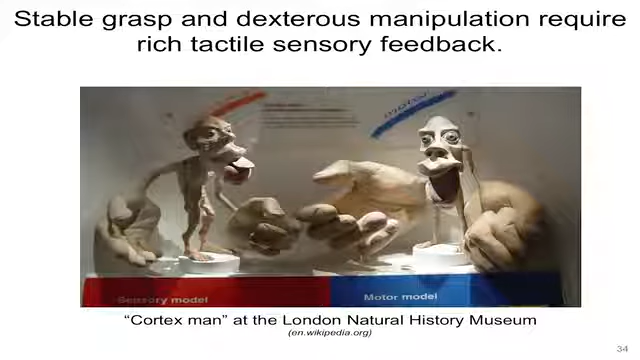 Stable grasp and dexterous manipulation require
rich tactile sensory feedback.
motor
Sensory model
Motor model
“Cortex man” at the London Natural History Museum
(en.wikipedia.org)
34